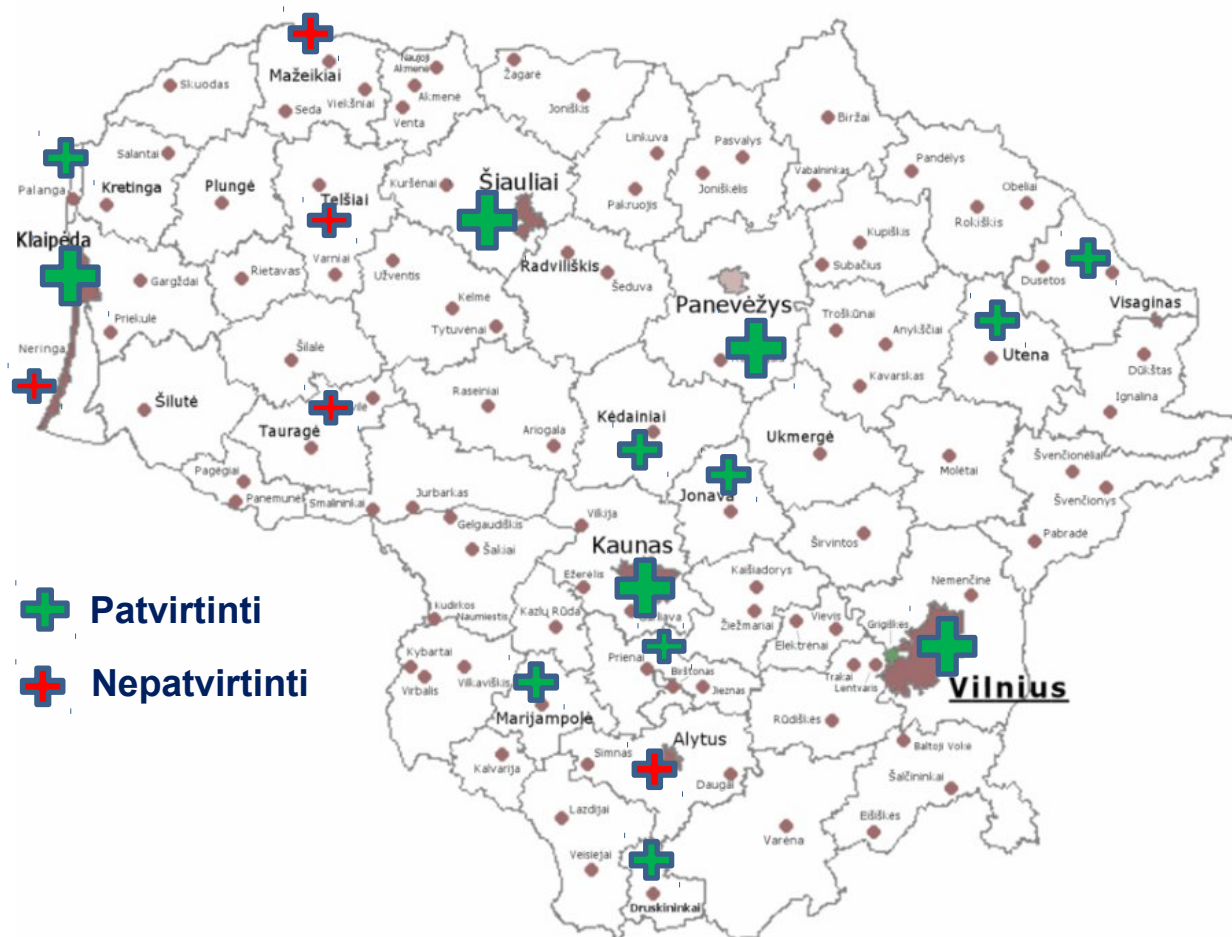 Mažeikiai
Naujoji
Akmenė
Žagarė
Skuodas
Seda
Viekšniai
Akmenė
Venta
Joniškis
Biržai
Linkuva
Pasvalys
Salantai
Palanga
Kretinga
Plungė
Telšiai
Kuršėnai
Šiauliai
Pakruojis
Joniškėlis
Vabalninkas
Pandėlys
Obeliai
Rokiškis
Klaipėda
Gargždai
Rietavas
Varniai
Užventis
Radviliškis
Šeduva
Kupiškis
Subačius
Dusetos
Visaginas
Priekulė
Kelmė
Tytuvėnai
Panevėžys
Troškūnai
Anykščiai
Utena
Dūkštas
Neringa
Šilalė
Raseiniai
Kavarskas
Ignalina
Šilutė
Tauragė
Ariogala
Kėdainiai
Ukmergė
Molėtai
Švenčionėliai
Švenčionys
Pagėgiai
Panemunė
Smalininkai
Jurbarkas
Gelgaudiškis
Šakiai
Vilkija
Jonava
Širvintos
Pabradė
Kaunas
Ežerėlis
Kaišiadorys
Nemenčinė
Patvirtinti
Kudirkos
Naumiestis
Kazlų Rūda
Žiežmariai
Vievis
Elektrėnai
Grigiškės
Kybartai
Virbalis
Vilkaviškis
Prienai
Birštonas
Jieznas
Trakai
Lentvaris
Vilnius
Nepatvirtinti
Marijampolė
Rūdiškės
Kalvarija
Simnas
Alytus
Daugai
Baltoji Vokė
Šalčininkai
Eišiškės
Lazdijai
Veisiejai
Varėna
Druskininkai